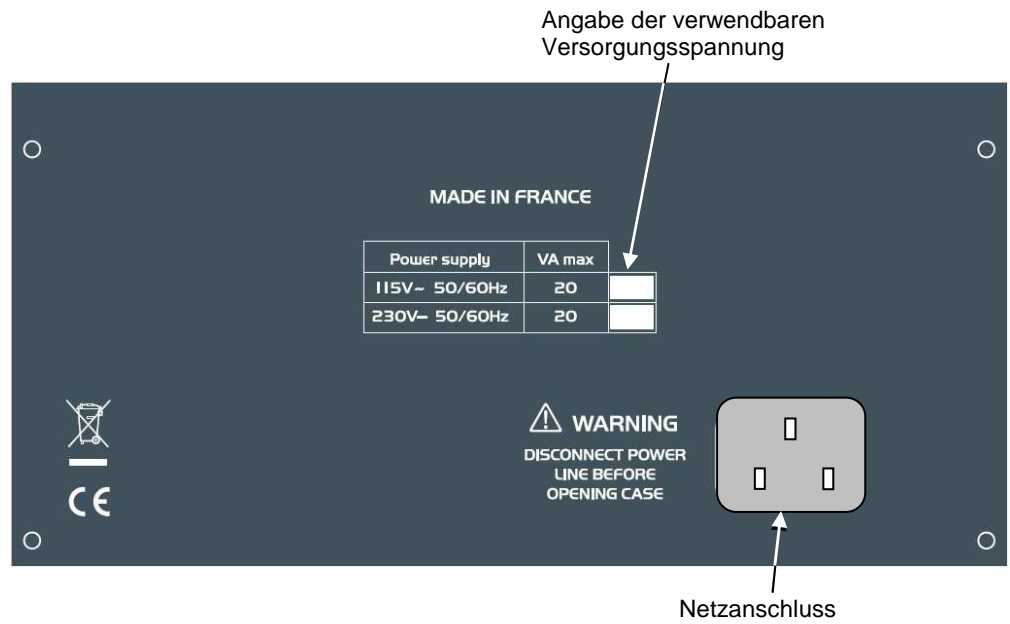 Angabe der verwendbaren
Versorgungsspannung
MADE IN FRANCE
Power supply VA max
115V~ 50/60Hz 20
230V– 50/60Hz 20
WARNING
DISCONNECT POWER
LINE BEFORE
OPENING CASE
CE
Netzanschluss